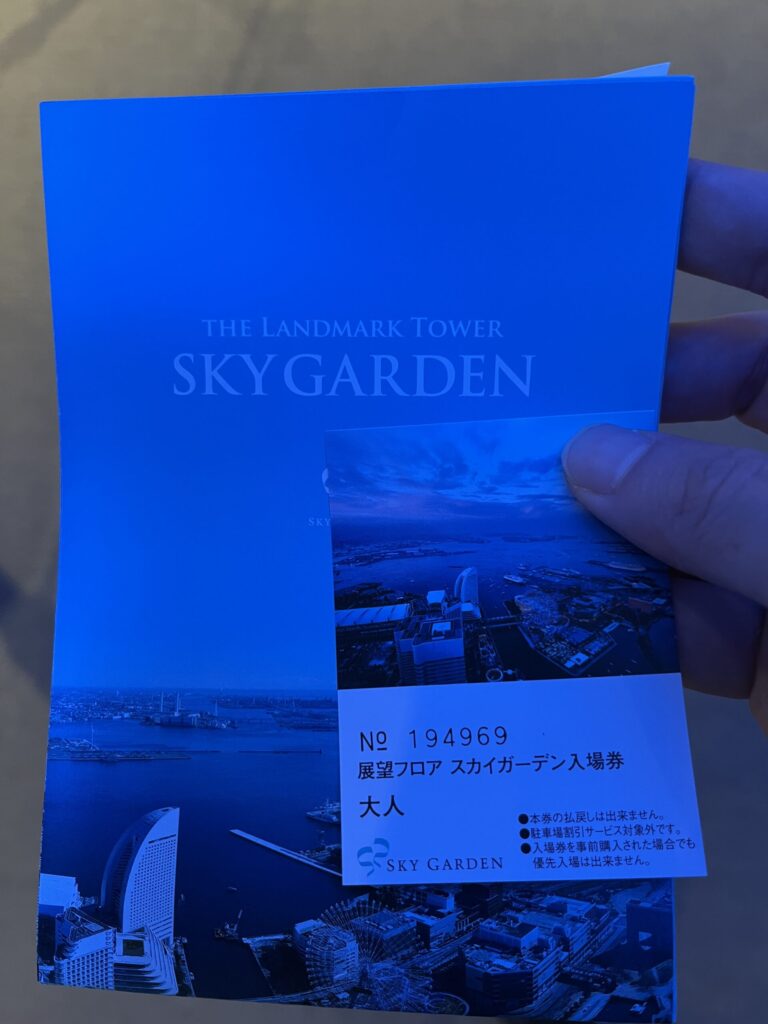 THE LANDMARK TOWER
SKY GARDEN
SKY
№ 194969
展望フロア スカイガーデン入場券
大人
●本券の払戻しは出来ません。
●駐車場割引サービス対象外です。
●入場券を事前購入された場合でも
優先入場は出来ません。
SKY GARDEN